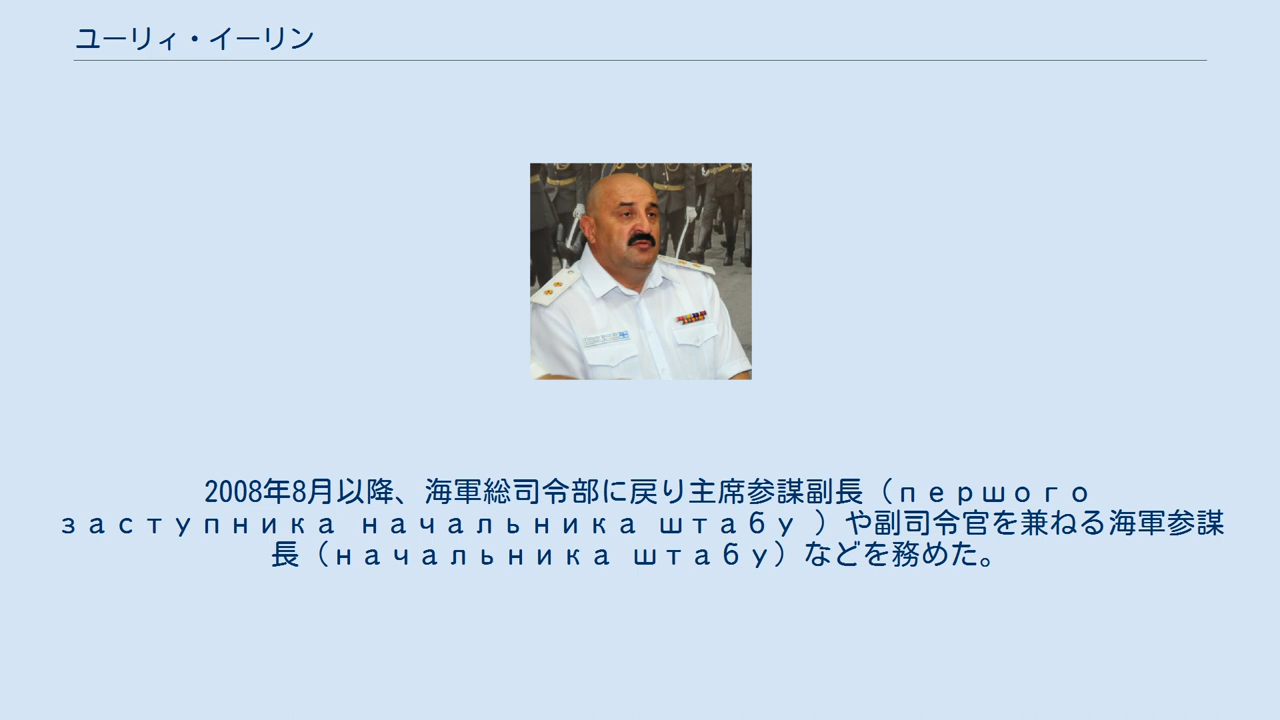 ユーリィ・イーリン
2008年8月以降、海軍総司令部に戻り主席参謀副長（першого
заступника начальника штабу ）や副司令官を兼ねる海軍参謀
長（начальника штабу）などを務めた。